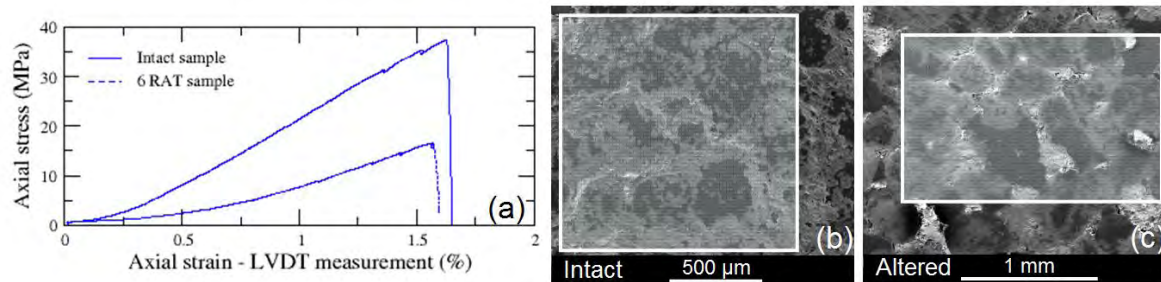 40
30
20
10
0
Axial stress (MPa)
Intact sample
6 RAT sample
(a)
0 0.5 1 1.5 2
Axial strain - LVDT measurement (%)
(b)
Intact 500 µm
(c)
Altered 1 mm